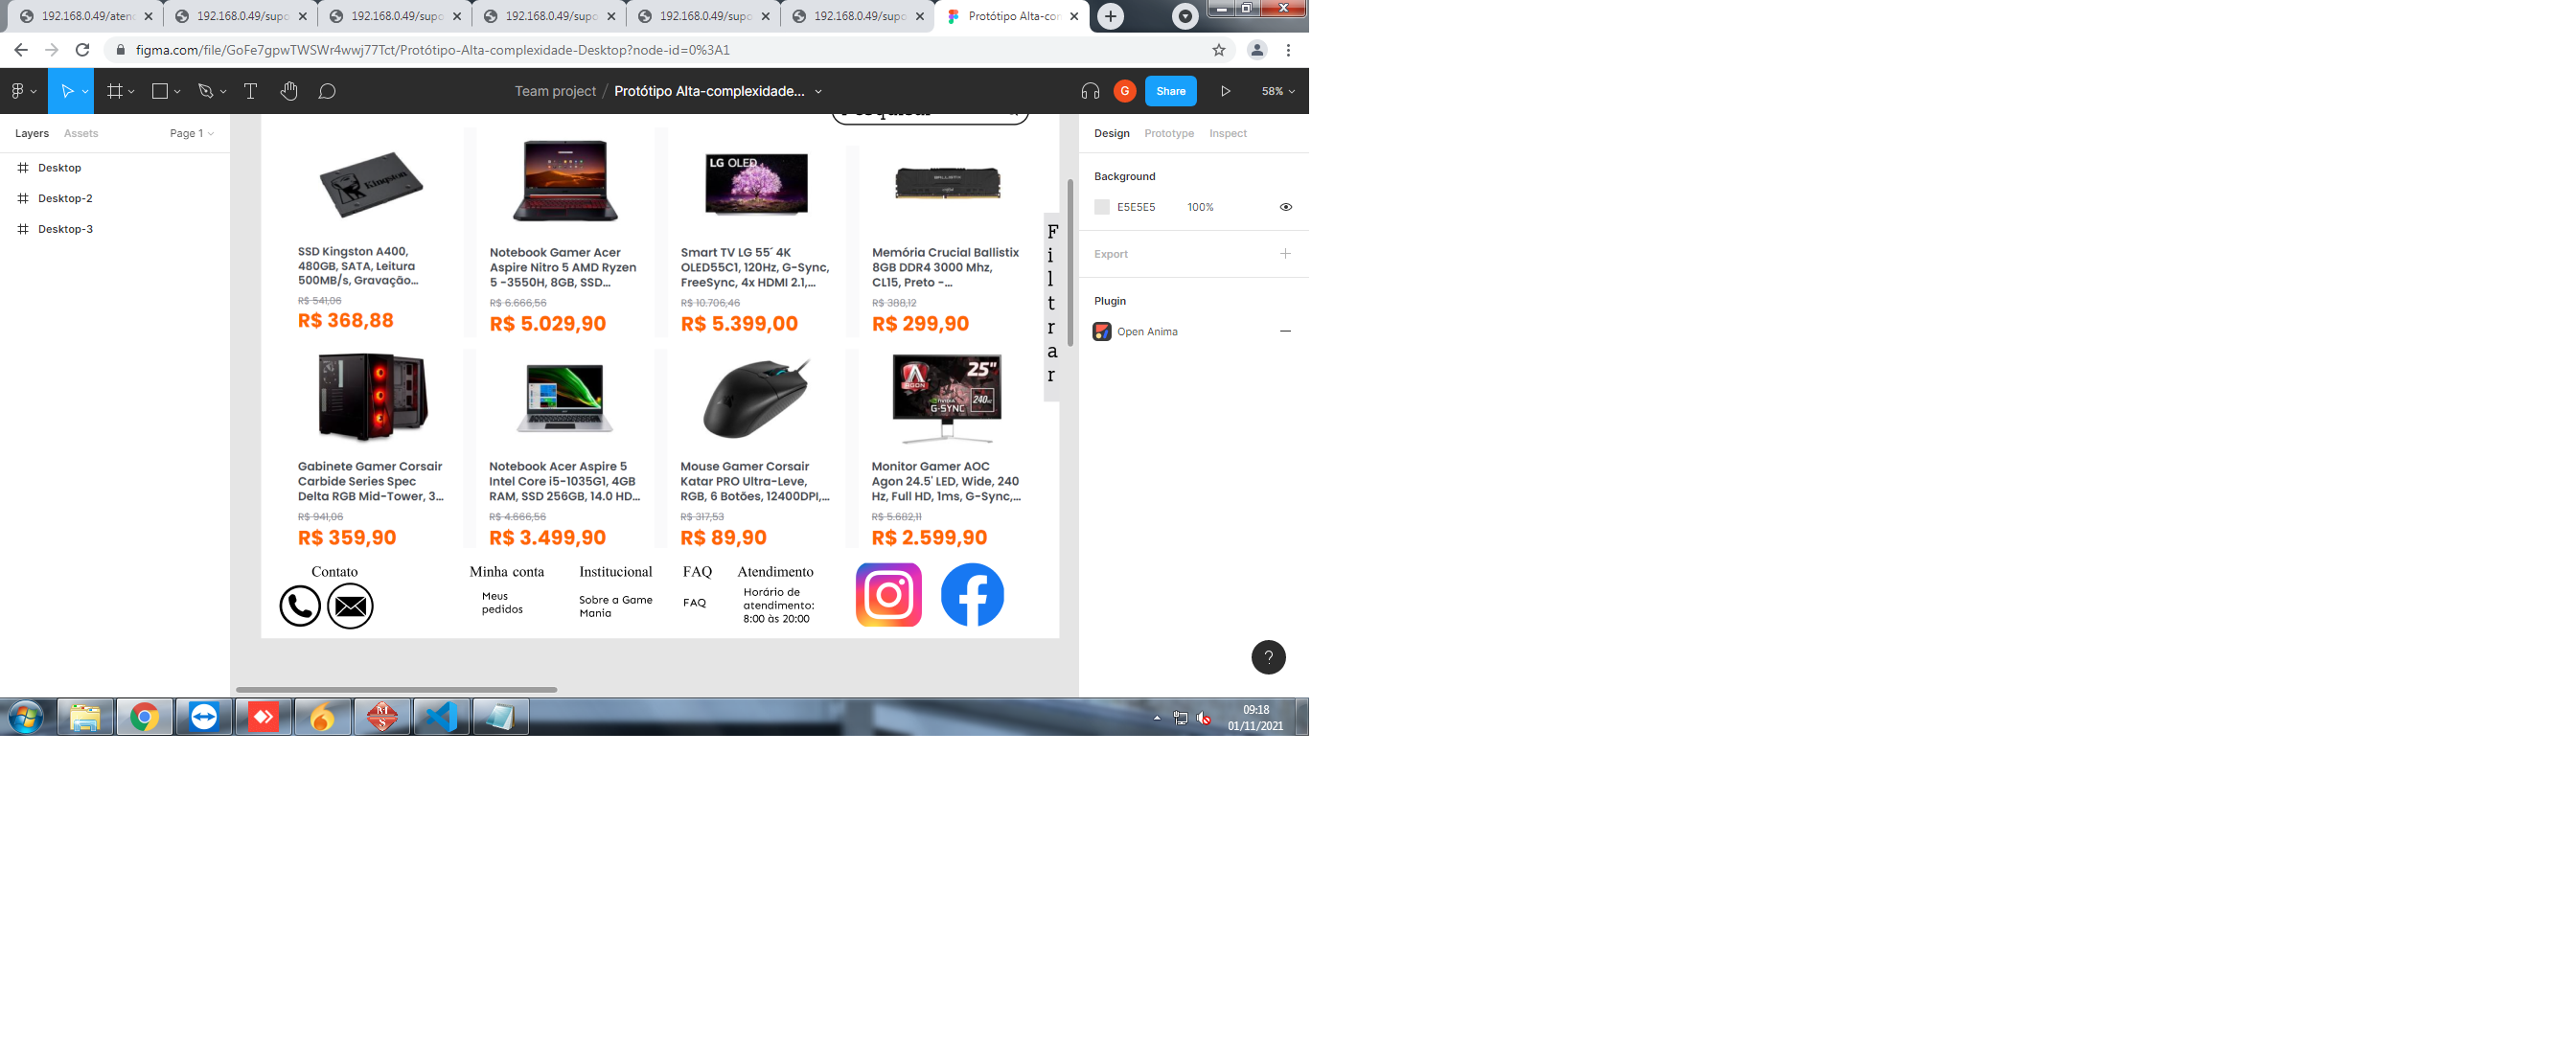 192.168.0.49/aten
192.168.0.49/supo
192.168.0.49/supo
192.168.0.49/supo
192.168.0.49/supo
192.168.0.49/supo
Protótipo Alta-co
figma.com/file/GoFe7gpwTWSWr4wwj77Tct/Protótipo-Alta-complexidade-Desktop?node-id=0%3A1
Team project / Protótipo Alta-complexidade...
G
Share
58%
Layers
Assets
Page 1
Desktop
Desktop-2
Desktop-3
Design
Prototype
Inspect
Background
E5E5E5
100%
Export
Plugin
Open Anima
Kingston
LG OLED
BALLISTIX
SSD Kingston A400,
480GB, SATA, Leitura
500MB/s, Gravação...
R$ 541,06
R$ 368,88
Notebook Gamer Acer
Aspire Nitro 5 AMD Ryzen
5 -3550H, 8GB, SSD...
R$ 6.666,56
R$ 5.029,90
Smart TV LG 55´ 4K
OLED55C1, 120Hz, G-Sync,
FreeSync, 4x HDMI 2.1,...
R$ 10.706,46
R$ 5.399,00
Memória Crucial Ballistix
8GB DDR4 3000 Mhz,
CL15, Preto -...
R$ 388,12
R$ 299,90
F
i
l
t
r
a
r
AGON
25"
NVIDIA
G-SYNC
240Hz
Gabinete Gamer Corsair
Carbide Series Spec
Delta RGB Mid-Tower, 3...
R$ 941,06
R$ 359,90
Notebook Acer Aspire 5
Intel Core i5-1035G1, 4GB
RAM, SSD 256GB, 14.0 HD...
R$ 4.666,56
R$ 3.499,90
Mouse Gamer Corsair
Katar PRO Ultra-Leve,
RGB, 6 Botões, 12400DPI,...
R$ 317,53
R$ 89,90
Monitor Gamer AOC
Agon 24.5' LED, Wide, 240
Hz, Full HD, 1ms, G-Sync,...
R$ 5.682,11
R$ 2.599,90
Contato
Minha conta
Meus
pedidos
Institucional
Sobre a Game
Mania
FAQ
FAQ
Atendimento
Horário de
atendimento:
8:00 às 20:00
?
M
S
09:18
01/11/2021